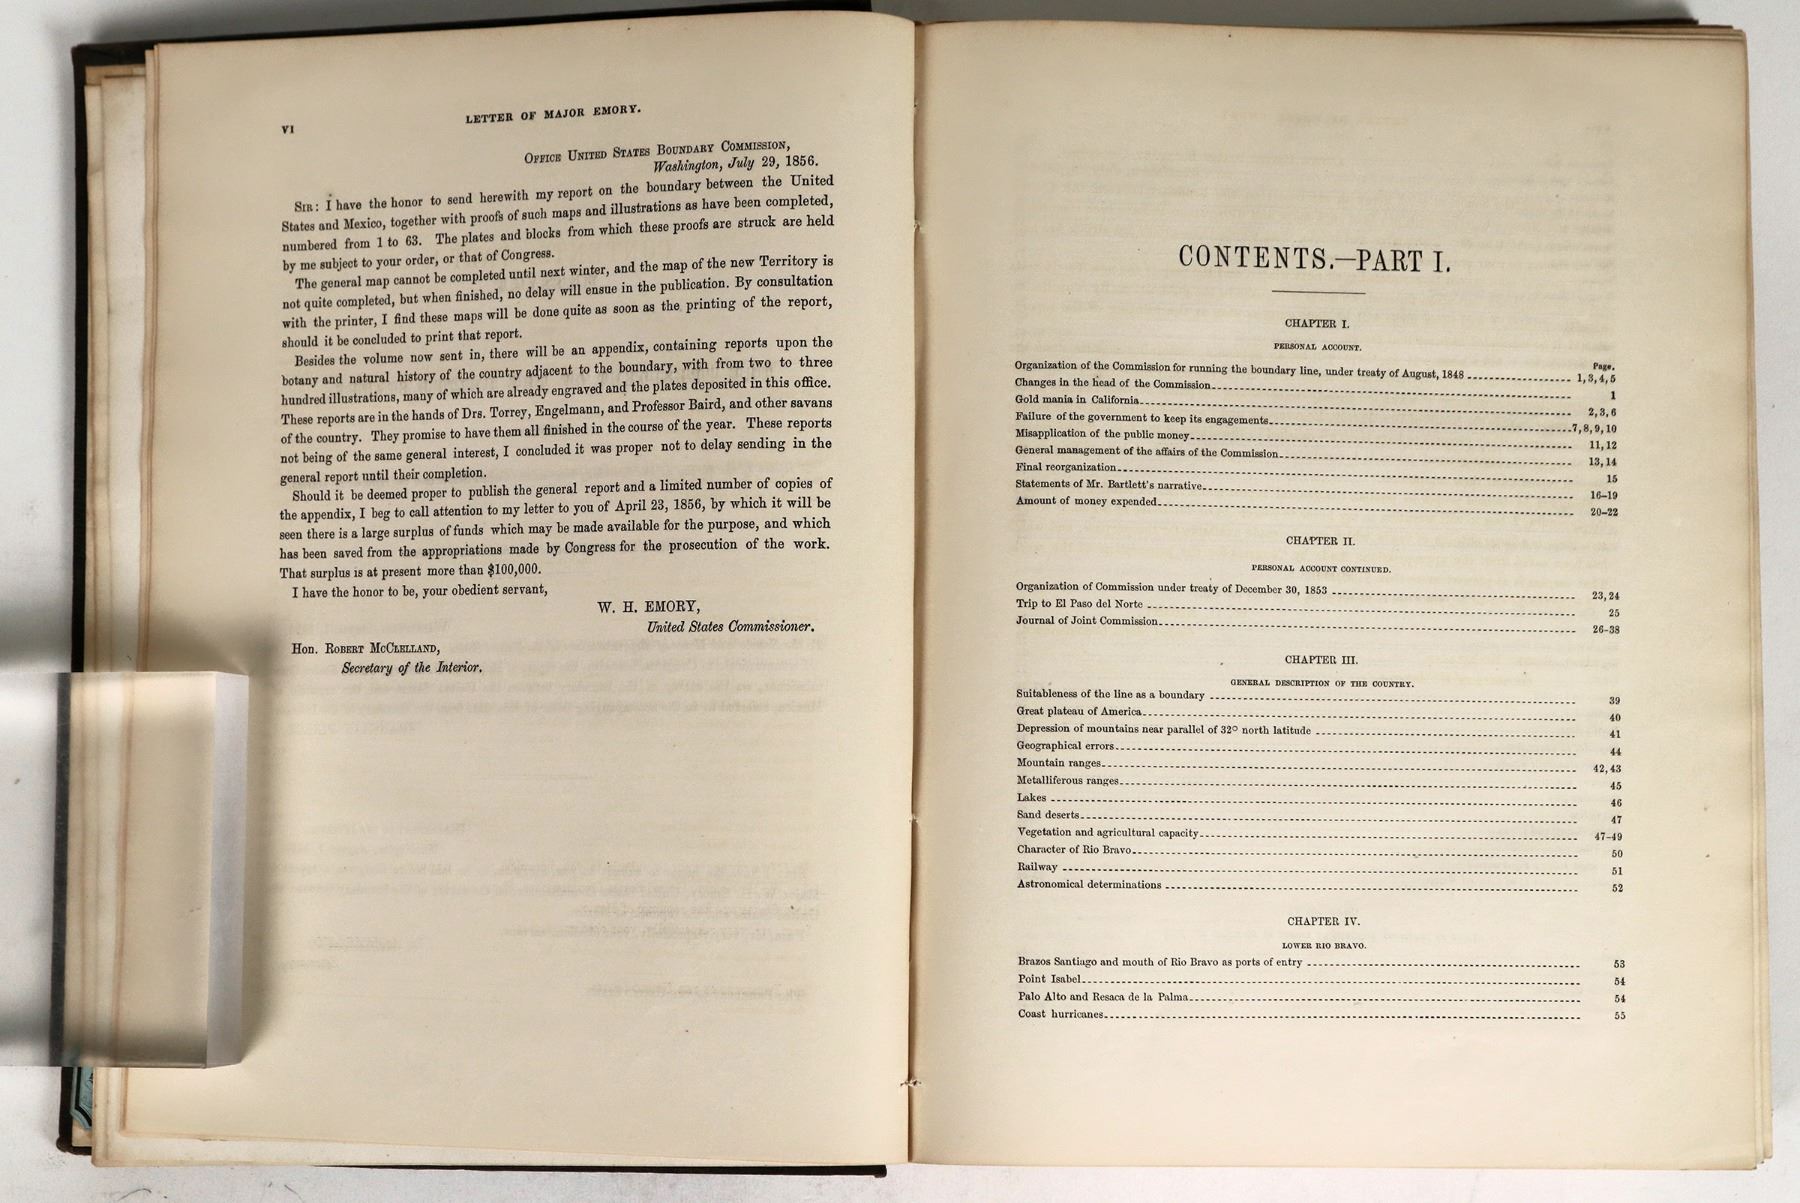 VI
LETTER OF MAJOR EMORY.
OFFICE UNITED STATES BOUNDARY COMMISSION,
Washington, July 29, 1856.
SIR: I have the honor to send herewith my report on the boundary between the United
States and Mexico, together with proofs of such maps and illustrations as have been completed,
numbered from 1 to 63. The plates and blocks from which these proofs are struck are held
by me subject to your order, or that of Congress.
The general map cannot be completed until next winter, and the map of the new Territory is
not quite completed, but when finished, no delay will ensue in the publication. By consultation
with the printer, I find these maps will be done quite as soon as the printing of the report,
should it be concluded to print that report.
Besides the volume now sent in, there will be an appendix, containing reports upon the
botany and natural history of the country adjacent to the boundary, with from two to three
hundred illustrations, many of which are already engraved and the plates deposited in this office.
These reports are in the hands of Drs. Torrey, Engelmann, and Professor Baird, and other savans
of the country. They promise to have them all finished in the course of the year. These reports
not being of the same general interest, I concluded it was proper not to delay sending in the
general report until their completion.
Should it be deemed proper to publish the general report and a limited number of copies of
the appendix, I beg to call attention to my letter to you of April 23, 1856, by which it will be
seen there is a large surplus of funds which may be made available for the purpose, and which
has been saved from the appropriations made by Congress for the prosecution of the work.
That surplus is at present more than $100,000.
I have the honor to be, your obedient servant,
W. H. EMORY,
United States Commissioner.
Hon. ROBERT MCCLELLAND,
Secretary of the Interior.
CONTENTS.—PART I.
CHAPTER I.
PERSONAL ACCOUNT.
Page.
Organization of the Commission for running the boundary line, under treaty of August, 1848 1, 3, 4, 5
Changes in the head of the Commission 1
Gold mania in California 2, 3, 6
Failure of the government to keep its engagements 7, 8, 9, 10
Misapplication of the public money 11, 12
General management of the affairs of the Commission 13, 14
Final reorganization 15
Statements of Mr. Bartlett's narrative 16–19
Amount of money expended 20–22
CHAPTER II.
PERSONAL ACCOUNT CONTINUED.
Organization of Commission under treaty of December 30, 1853 23, 24
Trip to El Paso del Norte 25
Journal of Joint Commission 26–38
CHAPTER III.
GENERAL DESCRIPTION OF THE COUNTRY.
Suitableness of the line as a boundary 39
Great plateau of America 40
Depression of mountains near parallel of 32° north latitude 41
Geographical errors 44
Mountain ranges 42, 43
Metalliferous ranges 45
Lakes 46
Sand deserts 47
Vegetation and agricultural capacity 47–49
Character of Rio Bravo 50
Railway 51
Astronomical determinations 52
CHAPTER IV.
LOWER RIO BRAVO.
Brazos Santiago and mouth of Rio Bravo as ports of entry 53
Point Isabel 54
Palo Alto and Resaca de la Palma 54
Coast hurricanes 55